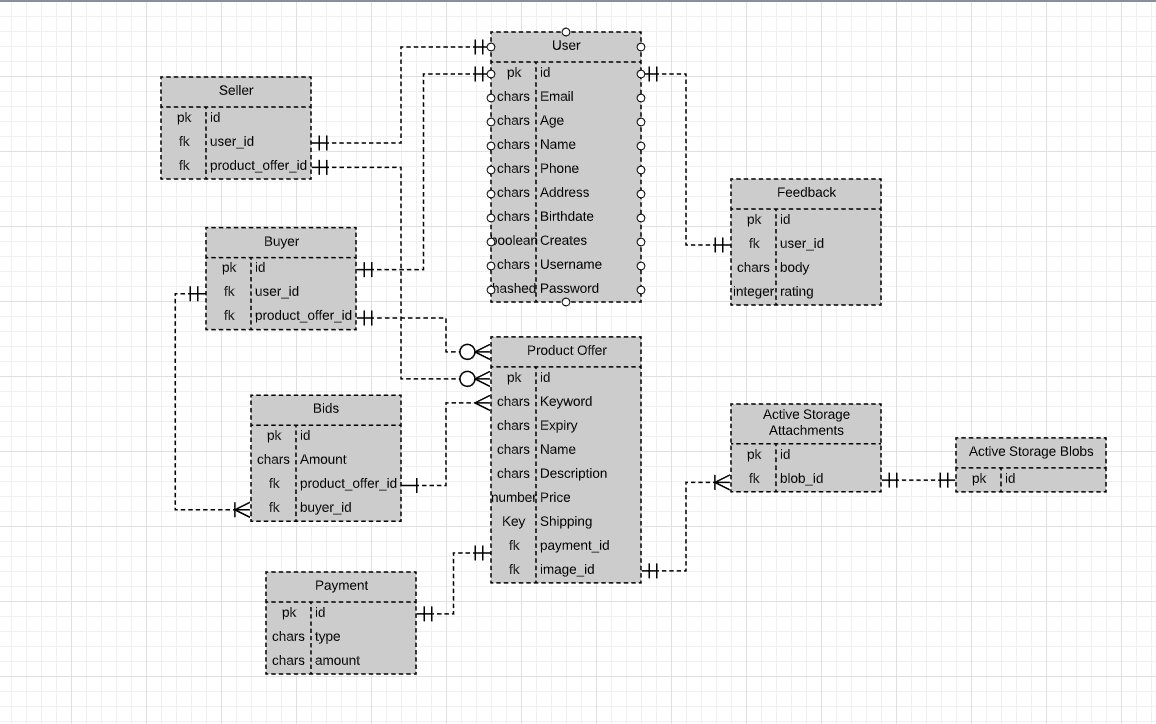 User
pk id
chars Email
chars Age
chars Name
chars Phone
chars Address
chars Birthdate
boolean Creates
chars Username
hashed Password
Seller
pk id
fk user_id
fk product_offer_id
Feedback
pk id
fk user_id
chars body
integer rating
Buyer
pk id
fk user_id
fk product_offer_id
Product Offer
pk id
chars Keyword
chars Expiry
chars Name
chars Description
number Price
Key Shipping
fk payment_id
fk image_id
Bids
pk id
chars Amount
fk product_offer_id
fk buyer_id
Active Storage
Attachments
pk id
fk blob_id
Active Storage Blobs
pk id
Payment
pk id
chars type
chars amount